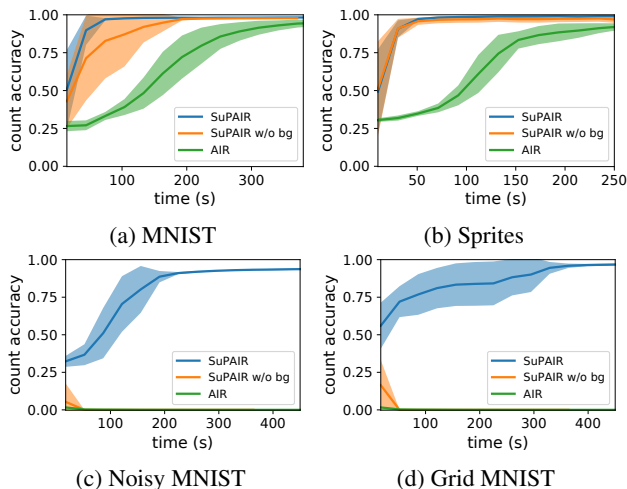 1.00
0.75
0.50
0.25
0.00
count accuracy
100 200 300
time (s)
SuPAIR
SuPAIR w/o bg
AIR
(a) MNIST
1.00
0.75
0.50
0.25
0.00
count accuracy
50 100 150 200 250
time (s)
SuPAIR
SuPAIR w/o bg
AIR
(b) Sprites
1.00
0.75
0.50
0.25
0.00
count accuracy
100 200 300 400
time (s)
SuPAIR
SuPAIR w/o bg
AIR
(c) Noisy MNIST
1.00
0.75
0.50
0.25
0.00
count accuracy
100 200 300 400
time (s)
SuPAIR
SuPAIR w/o bg
AIR
(d) Grid MNIST